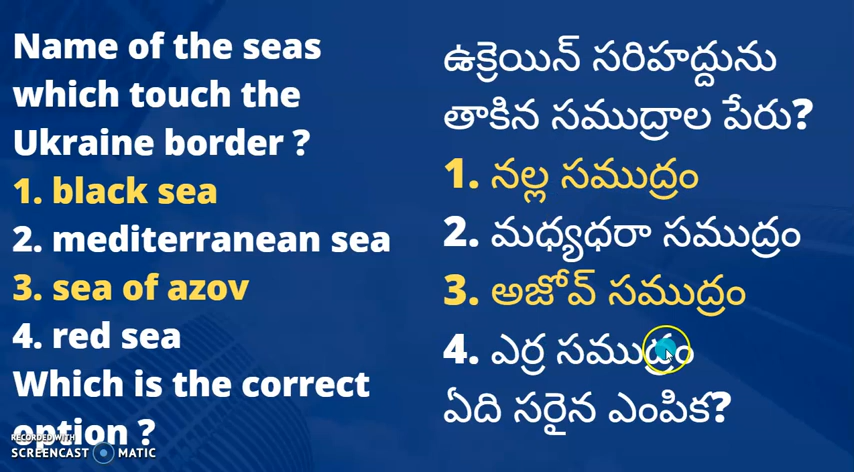 Name of the seas
which touch the
Ukraine border ?
1. black sea
2. mediterranean sea
3. sea of azov
4. red sea
Which is the correct
option ?
ఉక్రెయిన్ సరిహద్దును
తాకిన సముద్రాల పేరు?
1. నల్ల సముద్రం
2. మధ్యధరా సముద్రం
3. అజోవ్ సముద్రం
4. ఎర్ర సముద్రం
ఏది సరైన ఎంపిక?
RECORDED WITH
SCREENCAST MATIC